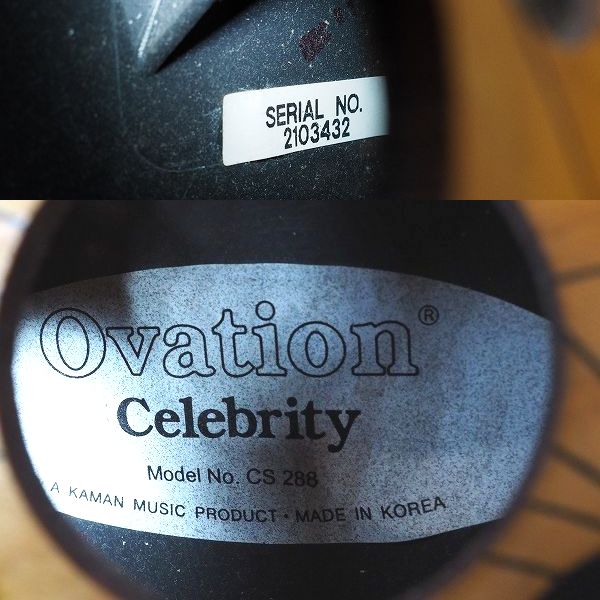 SERIAL NO.
2103432
Ovation®
Celebrity
Model No. CS 288
A KAMAN MUSIC PRODUCT · MADE IN KOREA